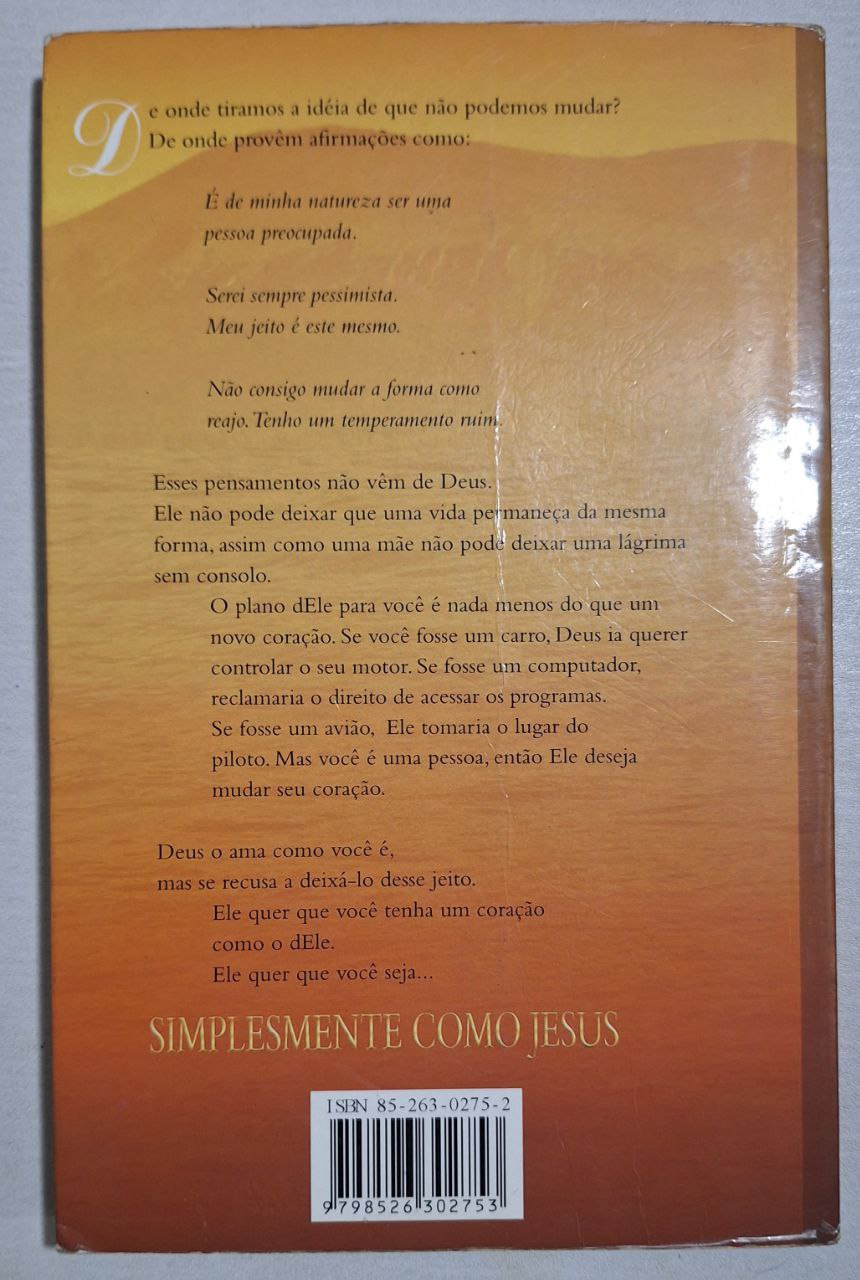 De onde tiramos a idéia de que não podemos mudar?
De onde provêm afirmações como:
É de minha natureza ser uma
pessoa preocupada.
Serei sempre pessimista.
Meu jeito é este mesmo.
Não consigo mudar a forma como
reajo. Tenho um temperamento ruim.
Esses pensamentos não vêm de Deus.
Ele não pode deixar que uma vida permaneça da mesma
forma, assim como uma mãe não pode deixar uma lágrima
sem consolo.
O plano dEle para você é nada menos do que um
novo coração. Se você fosse um carro, Deus ia querer
controlar o seu motor. Se fosse um computador,
reclamaria o direito de acessar os programas.
Se fosse um avião, Ele tomaria o lugar do
piloto. Mas você é uma pessoa, então Ele deseja
mudar seu coração.
Deus o ama como você é,
mas se recusa a deixá-lo desse jeito.
Ele quer que você tenha um coração
como o dEle.
Ele quer que você seja...
SIMPLESMENTE COMO JESUS
ISBN 85-263-0275-2
9 798526 302753